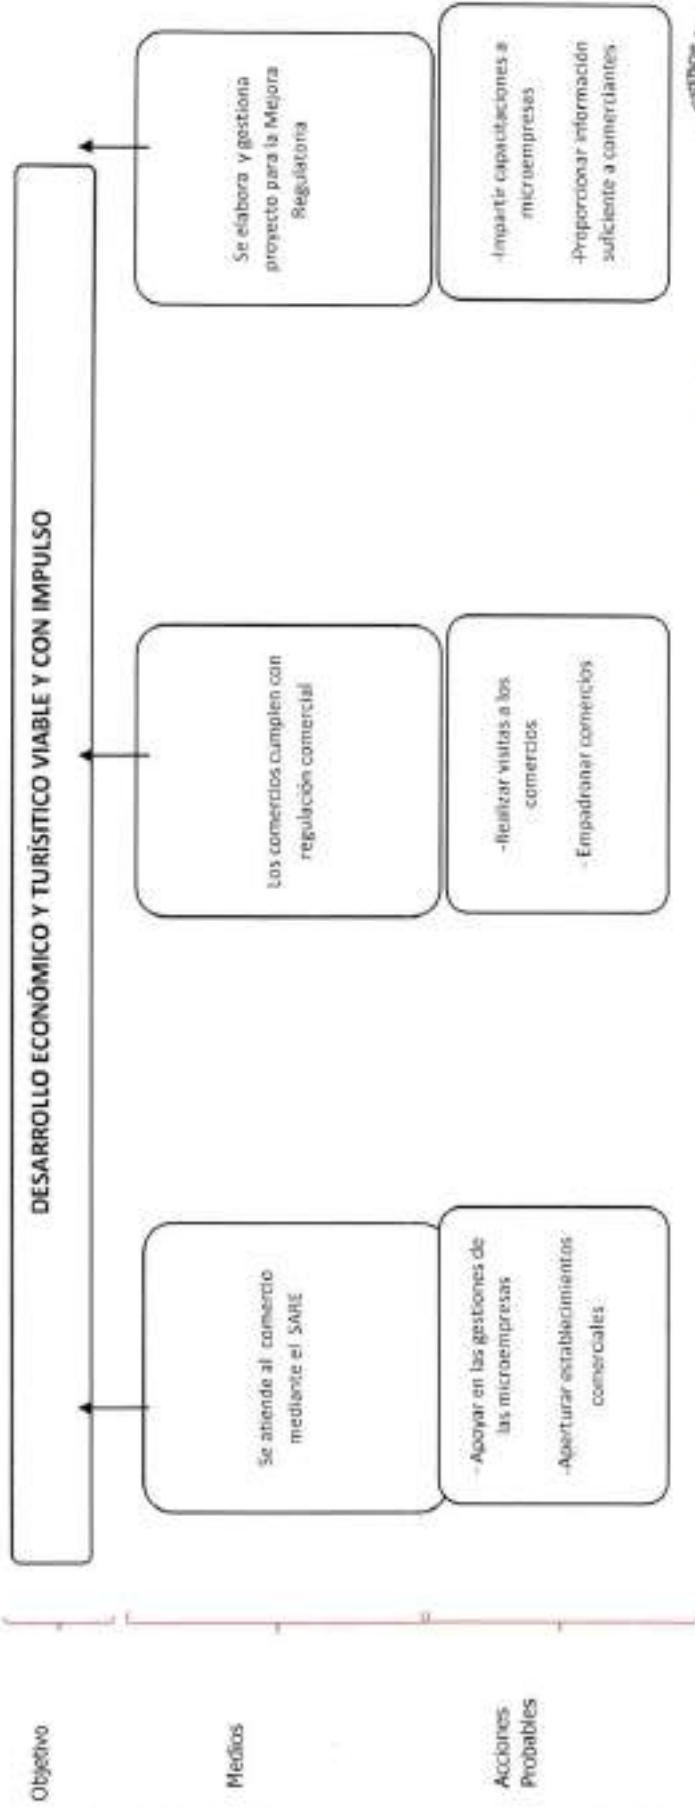 Objetivo
DESARROLLO ECONÓMICO Y TURÍSITICO VIABLE Y CON IMPULSO
Medios
Se atiende al comercio
mediante el SARE
Los comercios cumplen con
regulación comercial
Se elabora y gestiona
proyecto para la Mejora
Regulatoria
Acciones
Probables
- Apoyar en las gestiones de
las microempresas
-Aperturar establecimientos
comerciales
-Realizar visitas a los
comercios
- Empadronar comercios
-Impartir capacitaciones a
microempresas
-Proporcionar información
suficiente a comerciantes